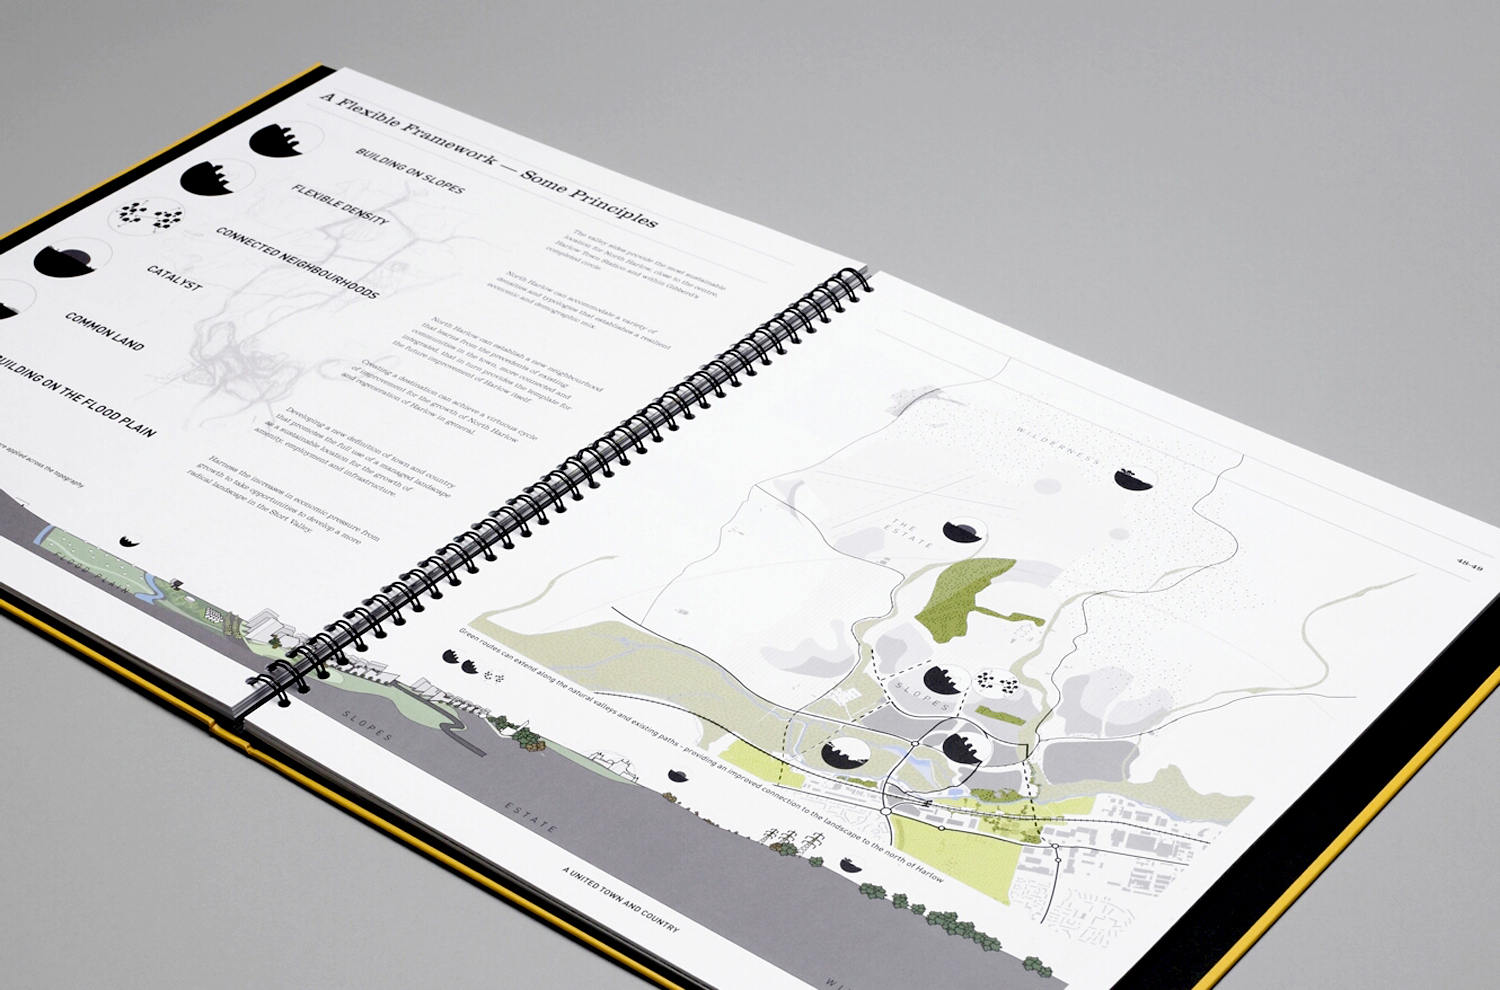 A Flexible Framework — Some Principles
BUILDING ON SLOPES
The valley sides provide the most sustainable
location for North Harlow, close to the centre,
Harlow Town Station and within Gibberd's
completed circle.
FLEXIBLE DENSITY
North Harlow can accommodate a variety of
densities and typologies that establishes a resilient
economic and demographic mix.
CONNECTED NEIGHBOURHOODS
North Harlow can establish a new neighbourhood
that learns from the precedents of existing
communities in the town, more connected and
integrated, that in turn provides the template for
the future improvement of Harlow itself
CATALYST
Creating a destination can achieve a virtuous cycle
of improvement for the growth of North Harlow
and regeneration of Harlow in general.
COMMON LAND
Developing a new definition of town and country
that promotes the full use of a managed landscape
as a sustainable location for the growth of
amenity, employment and infrastructure.
UILDING ON THE FLOOD PLAIN
Harness the increases in economic pressure from
growth to take opportunities to develop a more
radical landscape in the Stort Valley.
applied across the topography
FLOOD PLAIN
SLOPES
ESTATE
A UNITED TOWN AND COUNTRY
48-49
WILDERNESS
THE
ESTATE
SLOPES
Green routes can extend along the natural valleys and existing paths - providing an improved connection to the landscape to the north of Harlow